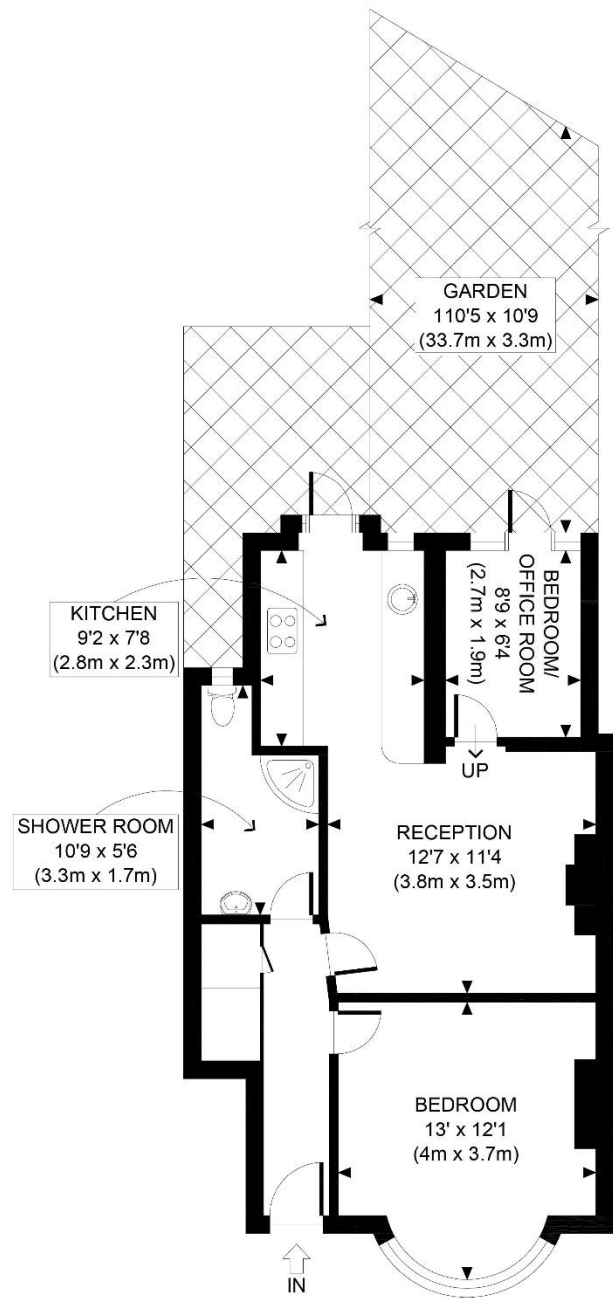 GARDEN
110'5 x 10'9
(33.7m x 3.3m)
BEDROOM/
OFFICE ROOM
8'9 x 6'4
(2.7m x 1.9m)
KITCHEN
9'2 x 7'8
(2.8m x 2.3m)
UP
SHOWER ROOM
10'9 x 5'6
(3.3m x 1.7m)
RECEPTION
12'7 x 11'4
(3.8m x 3.5m)
BEDROOM
13' x 12'1
(4m x 3.7m)
IN